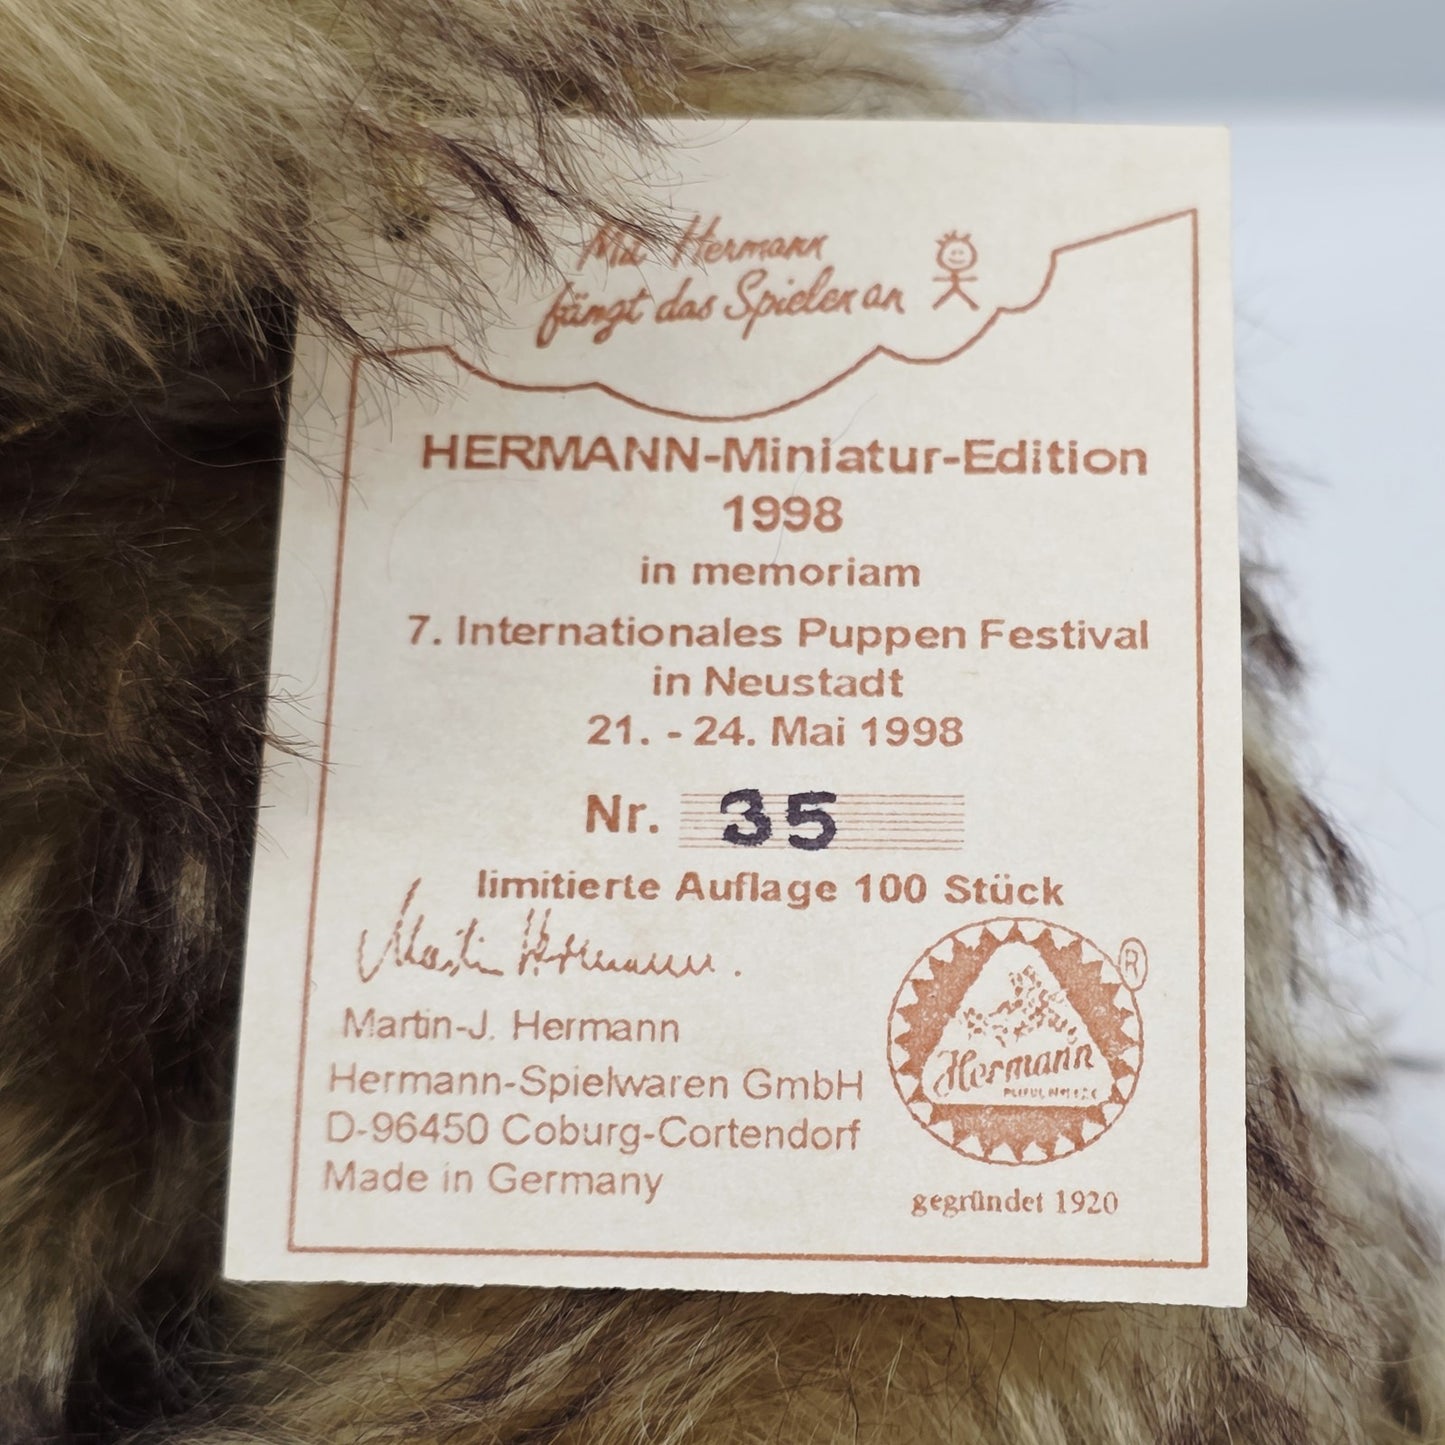 Mit Hermann
fängt das Spielen an
HERMANN-Miniatur-Edition
1998
in memoriam
7. Internationales Puppen Festival
in Neustadt
21. - 24. Mai 1998
Nr. 35
limitierte Auflage 100 Stück
Martin Hermann.
Martin-J. Hermann
Hermann-Spielwaren GmbH
D-96450 Coburg-Cortendorf
Made in Germany
®
Hermann
gegründet 1920